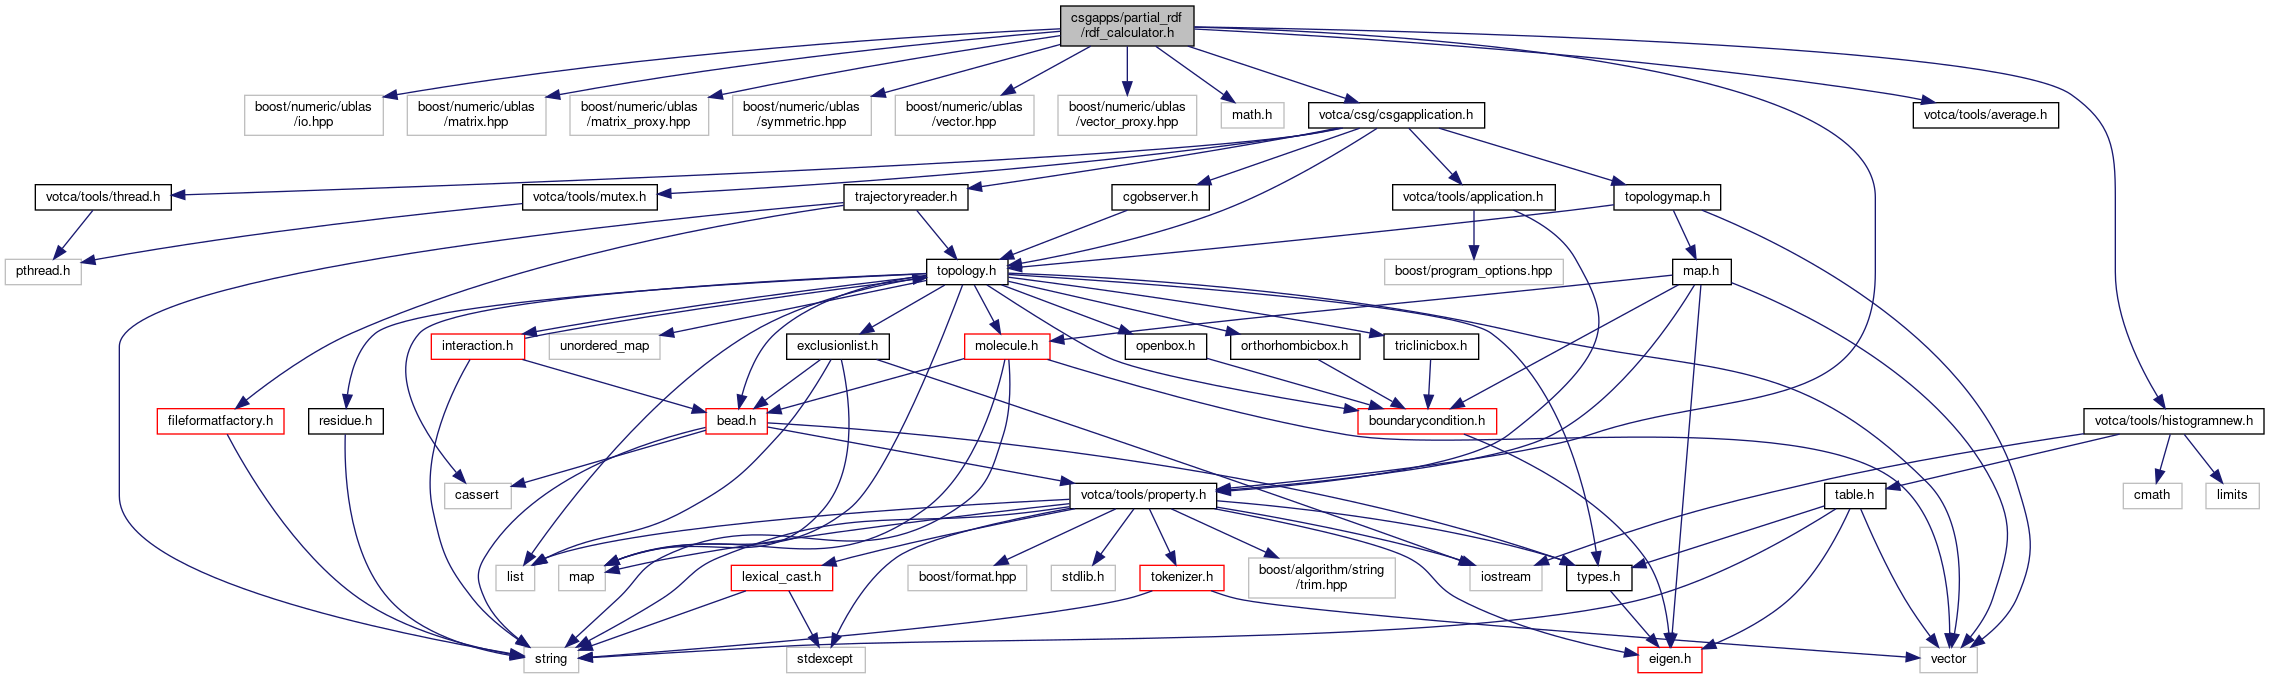 csgapps/partial_rdf
/rdf_calculator.h
boost/numeric/ublas
/io.hpp
boost/numeric/ublas
/matrix.hpp
boost/numeric/ublas
/matrix_proxy.hpp
boost/numeric/ublas
/symmetric.hpp
boost/numeric/ublas
/vector.hpp
boost/numeric/ublas
/vector_proxy.hpp
math.h
votca/csg/csgapplication.h
votca/tools/average.h
votca/tools/thread.h
votca/tools/mutex.h
trajectoryreader.h
cgobserver.h
votca/tools/application.h
topologymap.h
pthread.h
topology.h
boost/program_options.hpp
map.h
interaction.h
unordered_map
exclusionlist.h
molecule.h
openbox.h
orthorhombicbox.h
triclinicbox.h
fileformatfactory.h
residue.h
bead.h
boundarycondition.h
votca/tools/histogramnew.h
cassert
votca/tools/property.h
table.h
cmath
limits
list
map
lexical_cast.h
boost/format.hpp
stdlib.h
tokenizer.h
boost/algorithm/string
/trim.hpp
iostream
types.h
string
stdexcept
eigen.h
vector